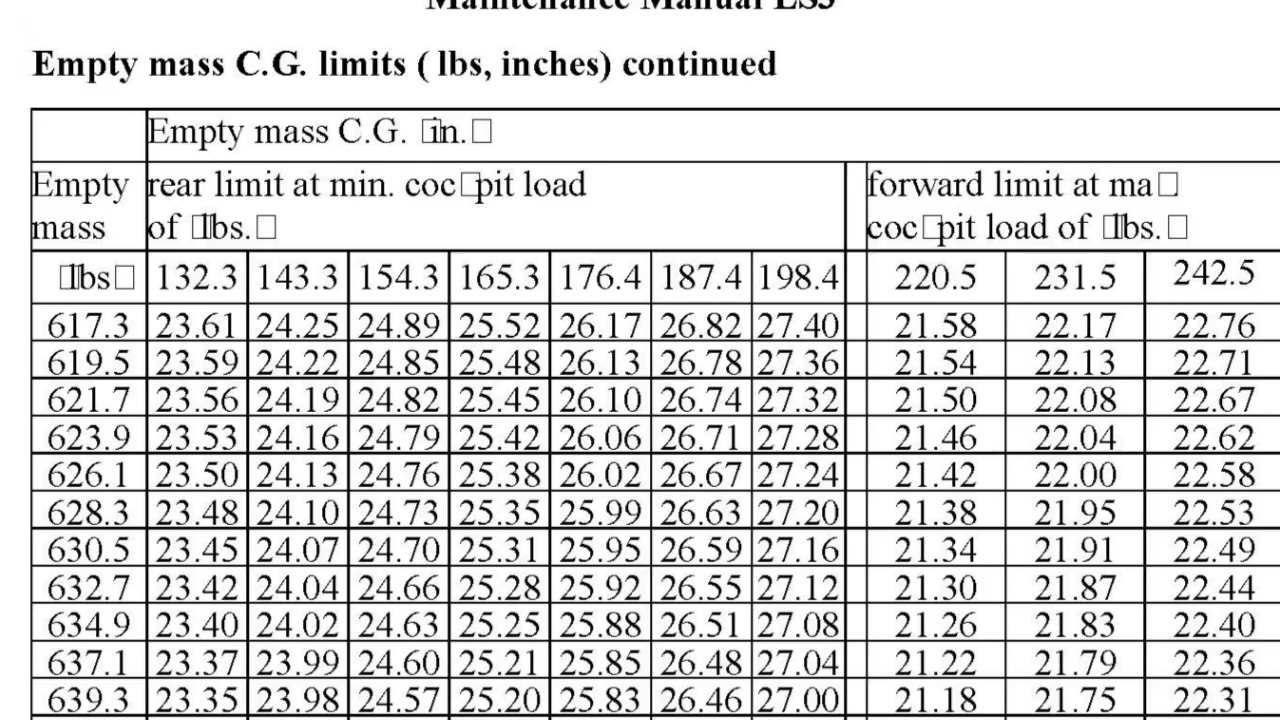 Maintenance Manual LS3
Empty mass C.G. limits ( lbs, inches) continued
Empty mass C.G. □in.□
Empty mass
rear limit at min. coc□pit load
of □lbs.□
forward limit at ma□
coc□pit load of □lbs.□
□lbs□ 132.3 143.3 154.3 165.3 176.4 187.4 198.4 220.5 231.5 242.5
617.3 23.61 24.25 24.89 25.52 26.17 26.82 27.40 21.58 22.17 22.76
619.5 23.59 24.22 24.85 25.48 26.13 26.78 27.36 21.54 22.13 22.71
621.7 23.56 24.19 24.82 25.45 26.10 26.74 27.32 21.50 22.08 22.67
623.9 23.53 24.16 24.79 25.42 26.06 26.71 27.28 21.46 22.04 22.62
626.1 23.50 24.13 24.76 25.38 26.02 26.67 27.24 21.42 22.00 22.58
628.3 23.48 24.10 24.73 25.35 25.99 26.63 27.20 21.38 21.95 22.53
630.5 23.45 24.07 24.70 25.31 25.95 26.59 27.16 21.34 21.91 22.49
632.7 23.42 24.04 24.66 25.28 25.92 26.55 27.12 21.30 21.87 22.44
634.9 23.40 24.02 24.63 25.25 25.88 26.51 27.08 21.26 21.83 22.40
637.1 23.37 23.99 24.60 25.21 25.85 26.48 27.04 21.22 21.79 22.36
639.3 23.35 23.98 24.57 25.20 25.83 26.46 27.00 21.18 21.75 22.31